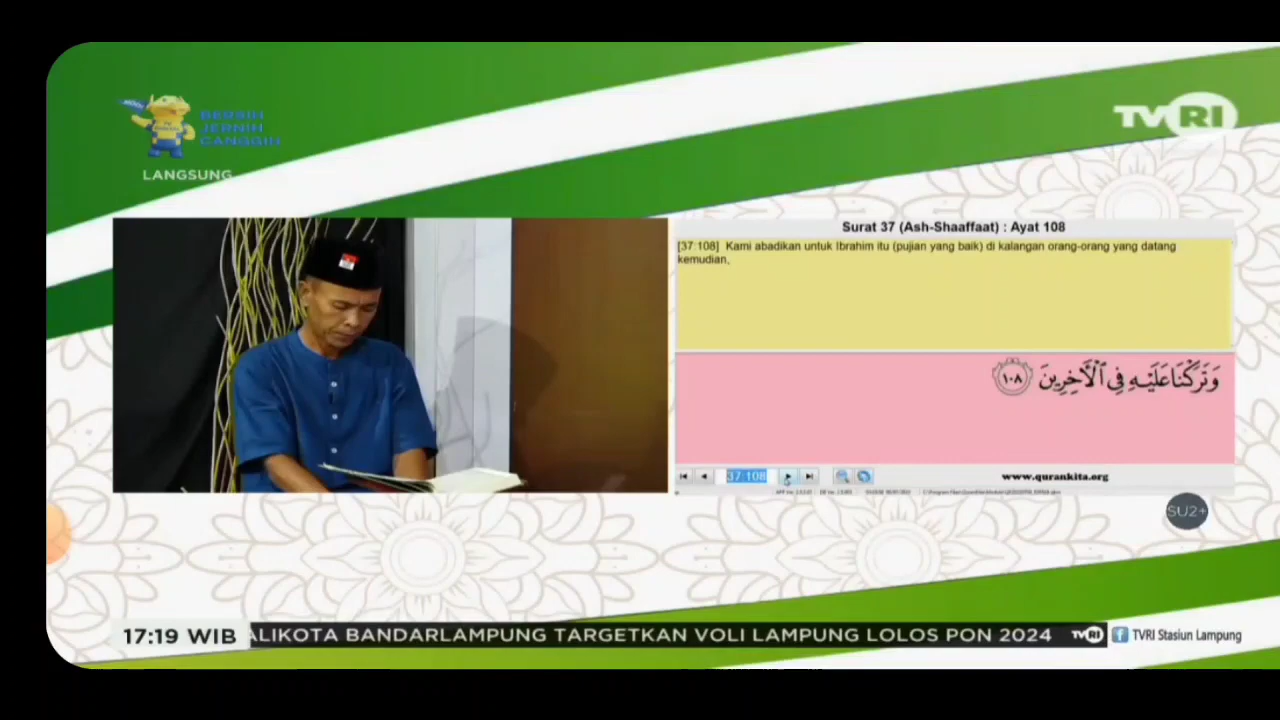 BERSIH
JERNIH
CANGGIH
TVRI
LANGSUNG
Surat 37 (Ash-Shaaffaat) : Ayat 108
[37:108] Kami abadikan untuk Ibrahim itu (pujian yang baik) di kalangan orang-orang yang datang
kemudian,
وَتَرَكْنَا عَلَيْهِ فِى ٱلْأَخِرِينَ ١٠٨
37:108
www.qurankita.org
SU2+
17:19 WIB
ALIKOTA BANDARLAMPUNG TARGETKAN VOLI LAMPUNG LOLOS PON 2024 TVRI
TVRI Stasiun Lampung